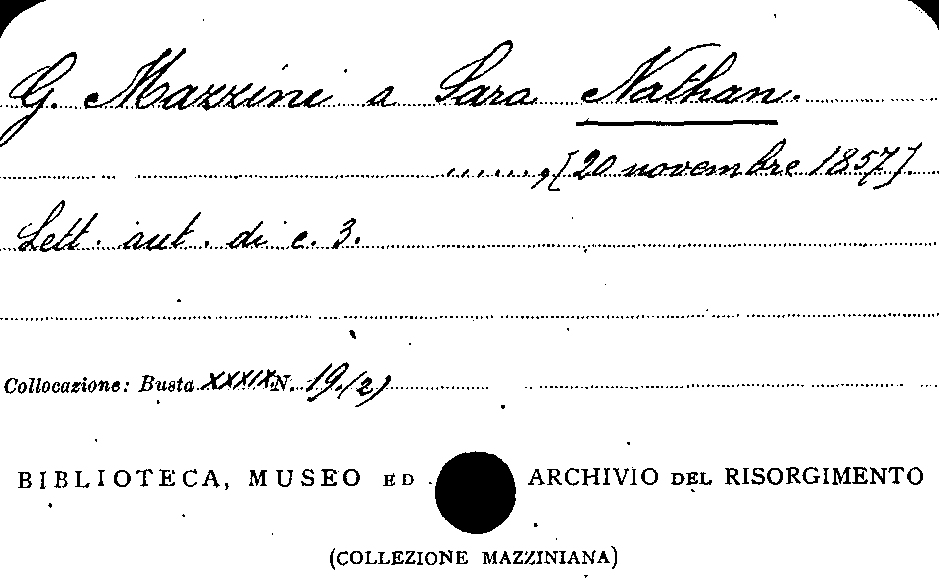 G. Mazzini a Sara Nathan.
......, [20 novembre 1857].
Lett. aut. di c. 3.
Collocazione: Busta XXXIX N. 19.(2)
BIBLIOTECA, MUSEO ED ARCHIVIO DEL RISORGIMENTO
(COLLEZIONE MAZZINIANA)